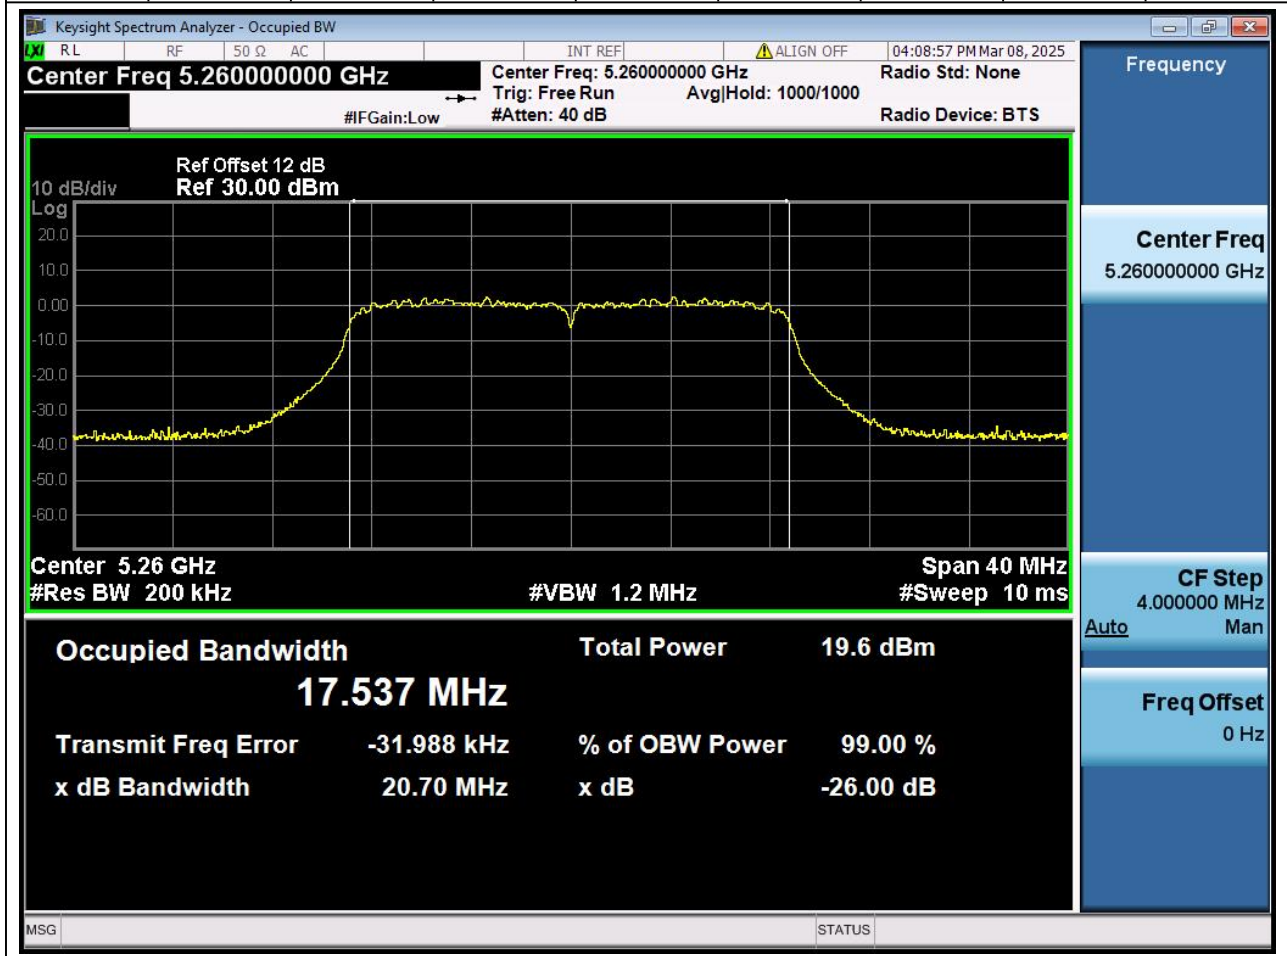 Keysight Spectrum Analyzer - Occupied BW
LXI RL RF 50 Ω AC INT REF ALIGN OFF 04:08:57 PM Mar 08, 2025
Center Freq 5.260000000 GHz
Center Freq: 5.260000000 GHz
Radio Std: None
Trig: Free Run Avg|Hold: 1000/1000
#IFGain:Low
#Atten: 40 dB
Radio Device: BTS
Ref Offset 12 dB
10 dB/div Ref 30.00 dBm
Log
20.0
10.0
0.00
-10.0
-20.0
-30.0
-40.0
-50.0
-60.0
Center 5.26 GHz Span 40 MHz
#Res BW 200 kHz #VBW 1.2 MHz #Sweep 10 ms
Occupied Bandwidth Total Power 19.6 dBm
17.537 MHz
Transmit Freq Error -31.988 kHz % of OBW Power 99.00 %
x dB Bandwidth 20.70 MHz x dB -26.00 dB
Frequency
Center Freq
5.260000000 GHz
CF Step
4.000000 MHz
Auto Man
Freq Offset
0 Hz
MSG STATUS